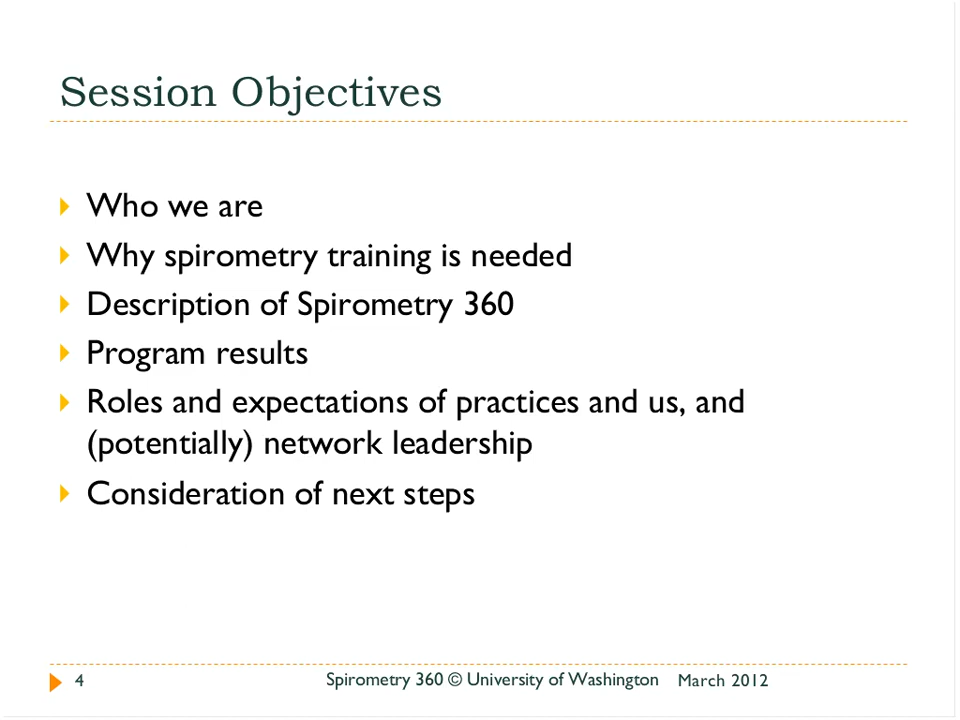 Session Objectives
Who we are
Why spirometry training is needed
Description of Spirometry 360
Program results
Roles and expectations of practices and us, and
(potentially) network leadership
Consideration of next steps
4 Spirometry 360 © University of Washington March 2012